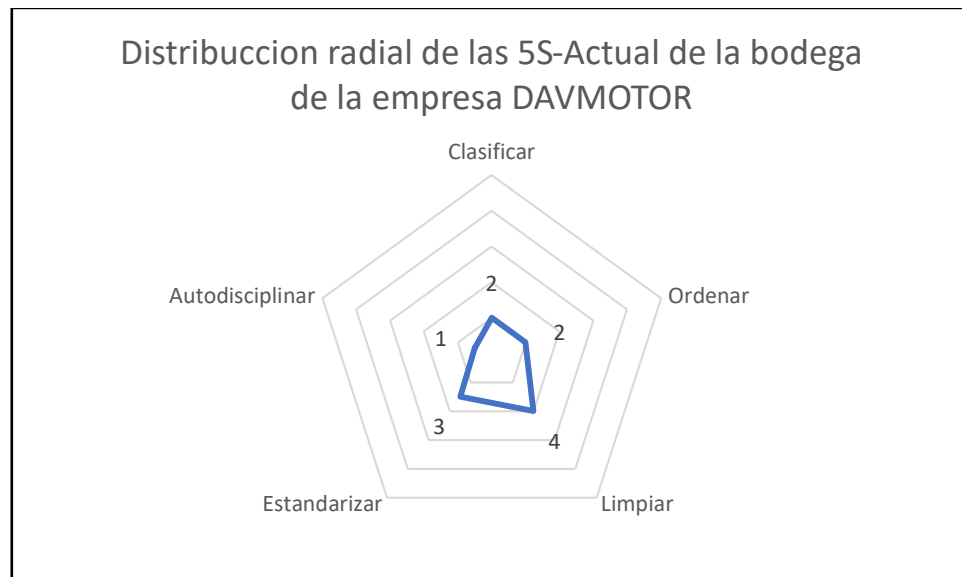 Distribuccion radial de las 5S-Actual de la bodega
de la empresa DAVMOTOR
Clasificar
2
Autodisciplinar
Ordenar
1
2
3
4
Estandarizar
Limpiar